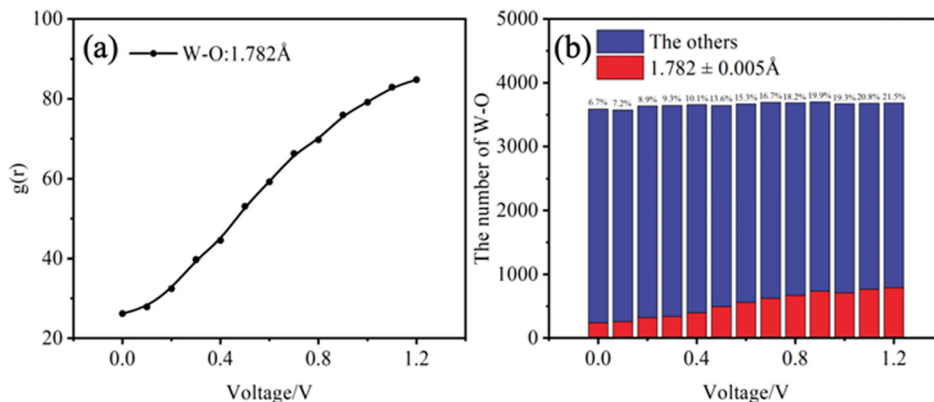 (a)
W-O:1.782Å
100
80
60
40
20
g(r)
0.0 0.4 0.8 1.2
Voltage/V
(b)
The others
1.782 ± 0.005Å
5000
4000
3000
2000
1000
0
The number of W-O
6.7% 7.2% 8.9% 9.3% 10.1% 13.6% 15.3% 16.7% 18.2% 19.9% 19.3% 20.8% 21.5%
0.0 0.4 0.8 1.2
Voltage/V